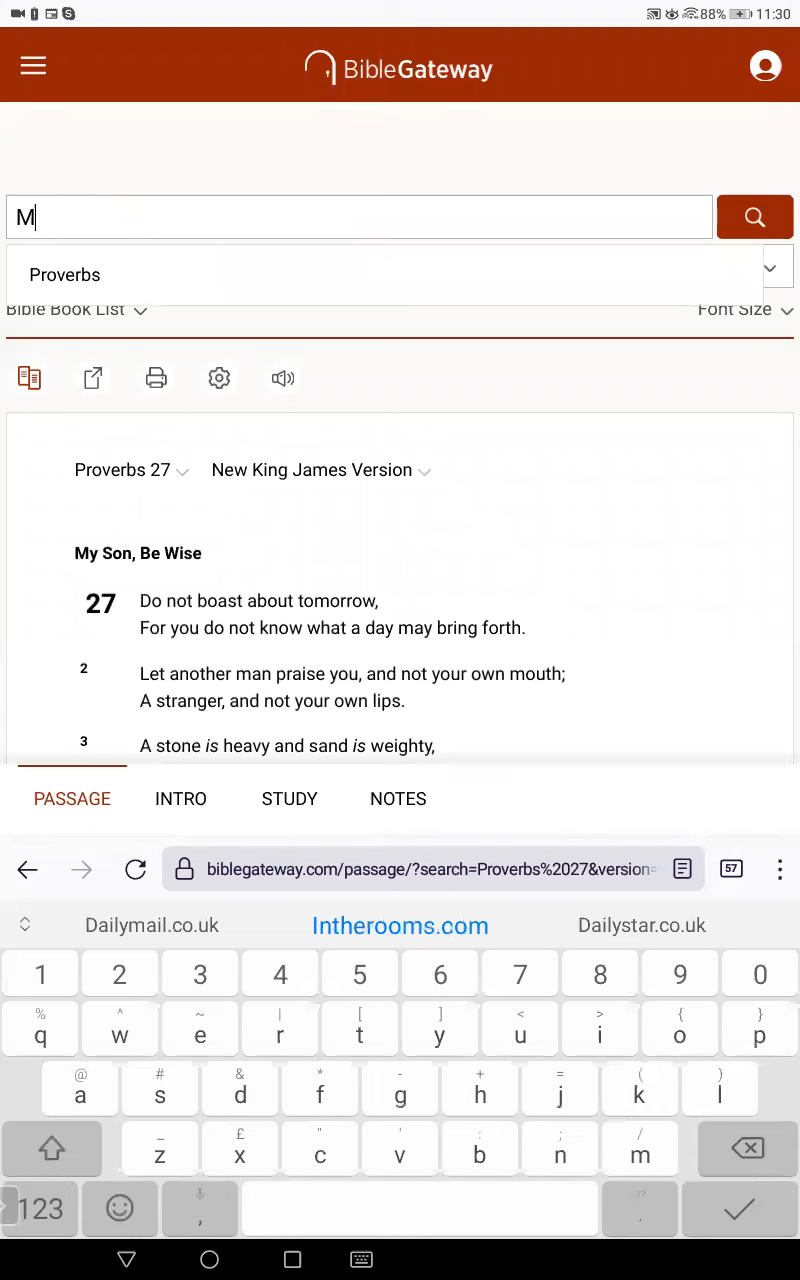 88% 11:30
BibleGateway
M
Proverbs
Bible Book List
Font Size
Proverbs 27 New King James Version
My Son, Be Wise
27 Do not boast about tomorrow,
For you do not know what a day may bring forth.
2 Let another man praise you, and not your own mouth;
A stranger, and not your own lips.
3 A stone is heavy and sand is weighty,
PASSAGE INTRO STUDY NOTES
biblegateway.com/passage/?search=Proverbs%2027&version= 57
Dailymail.co.uk Intherooms.com Dailystar.co.uk
1 2 3 4 5 6 7 8 9 0
% ^ ~ | [ ] < > { }
q w e r t y u i o p
@ # & * - + = ( )
a s d f g h j k l
_ £ " ' : ; /
z x c v b n m
!?
123 , .